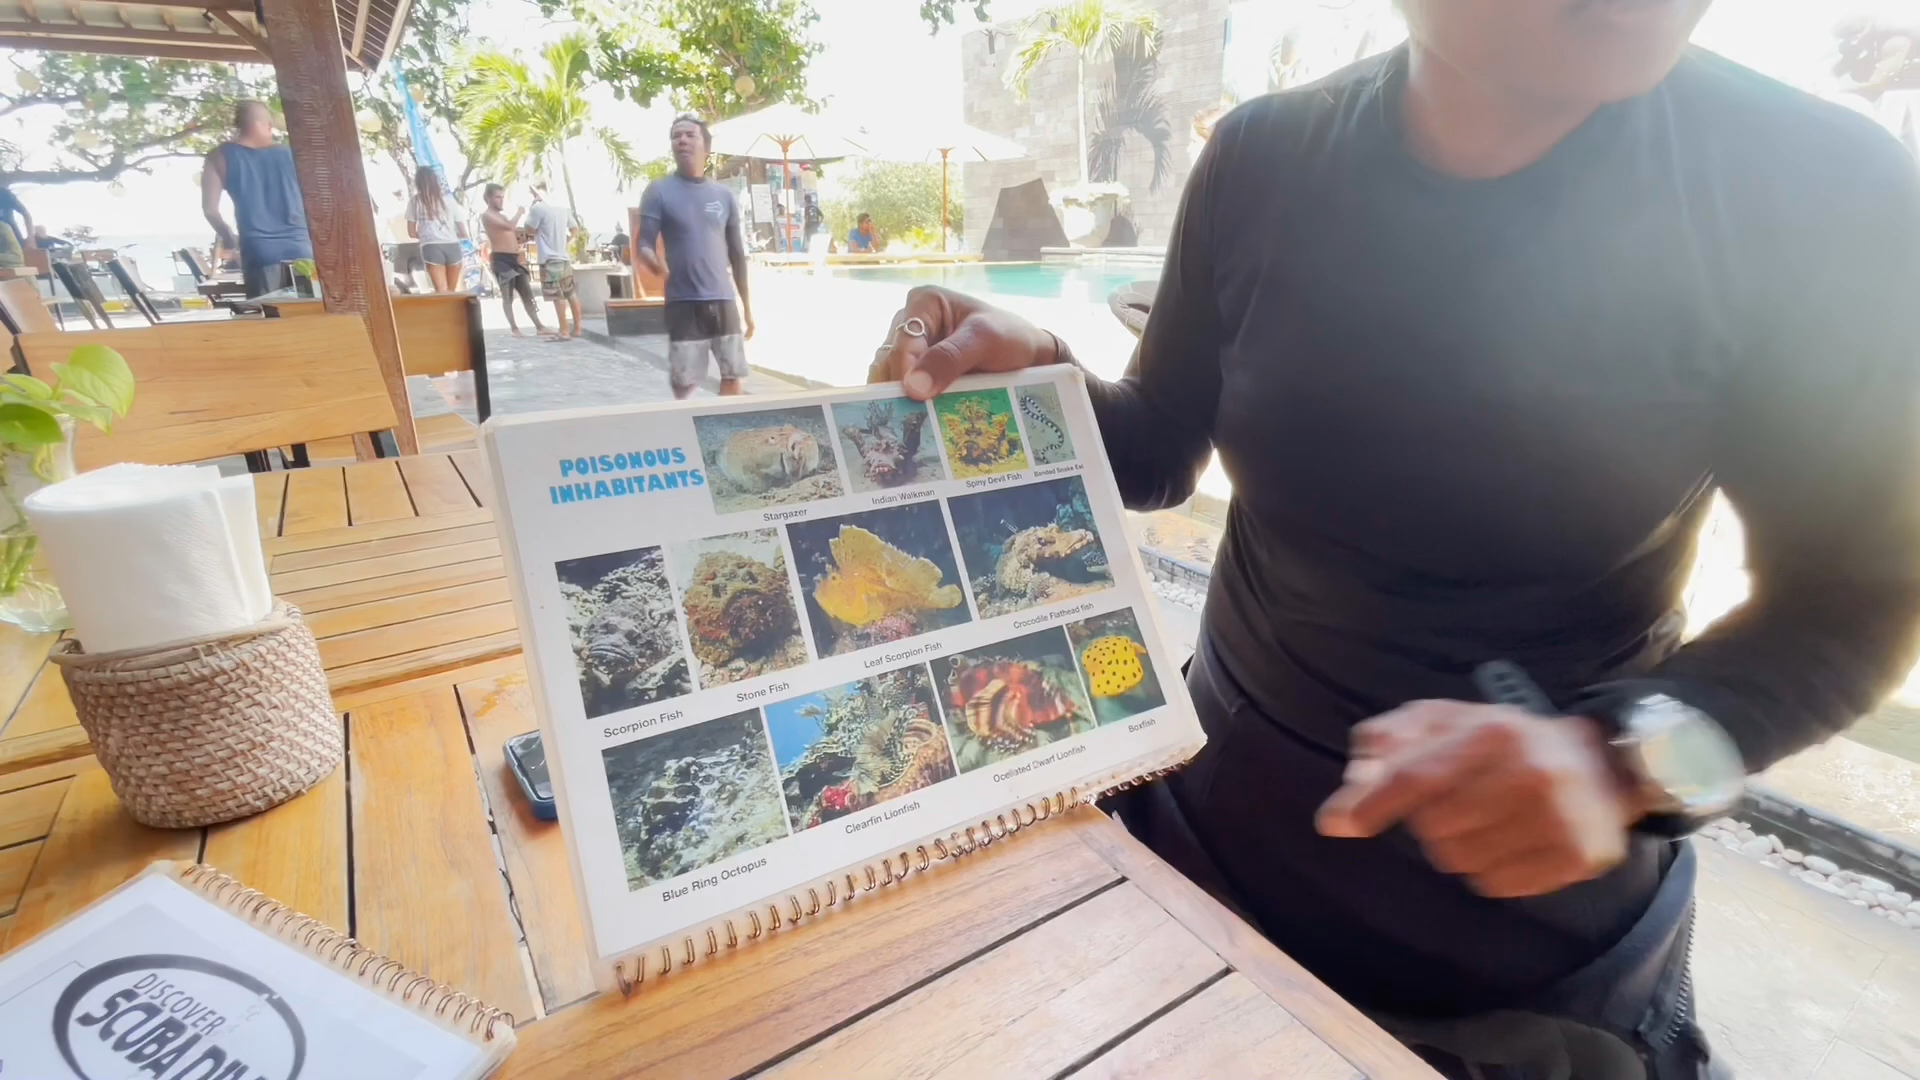 POISONOUS
INHABITANTS
Stargazer
Indian Walkman
Spiny Devil Fish
Banded Snake Eel
Scorpion Fish
Stone Fish
Leaf Scorpion Fish
Crocodile Flathead fish
Blue Ring Octopus
Clearfin Lionfish
Ocellated Dwarf Lionfish
Boxfish
DISCOVER
SCUBA DIV